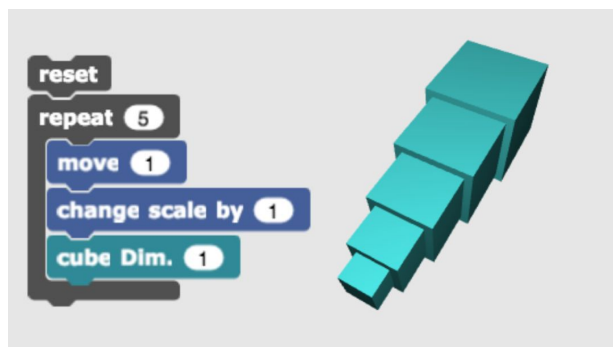 reset
repeat 5
move 1
change scale by 1
cube Dim. 1